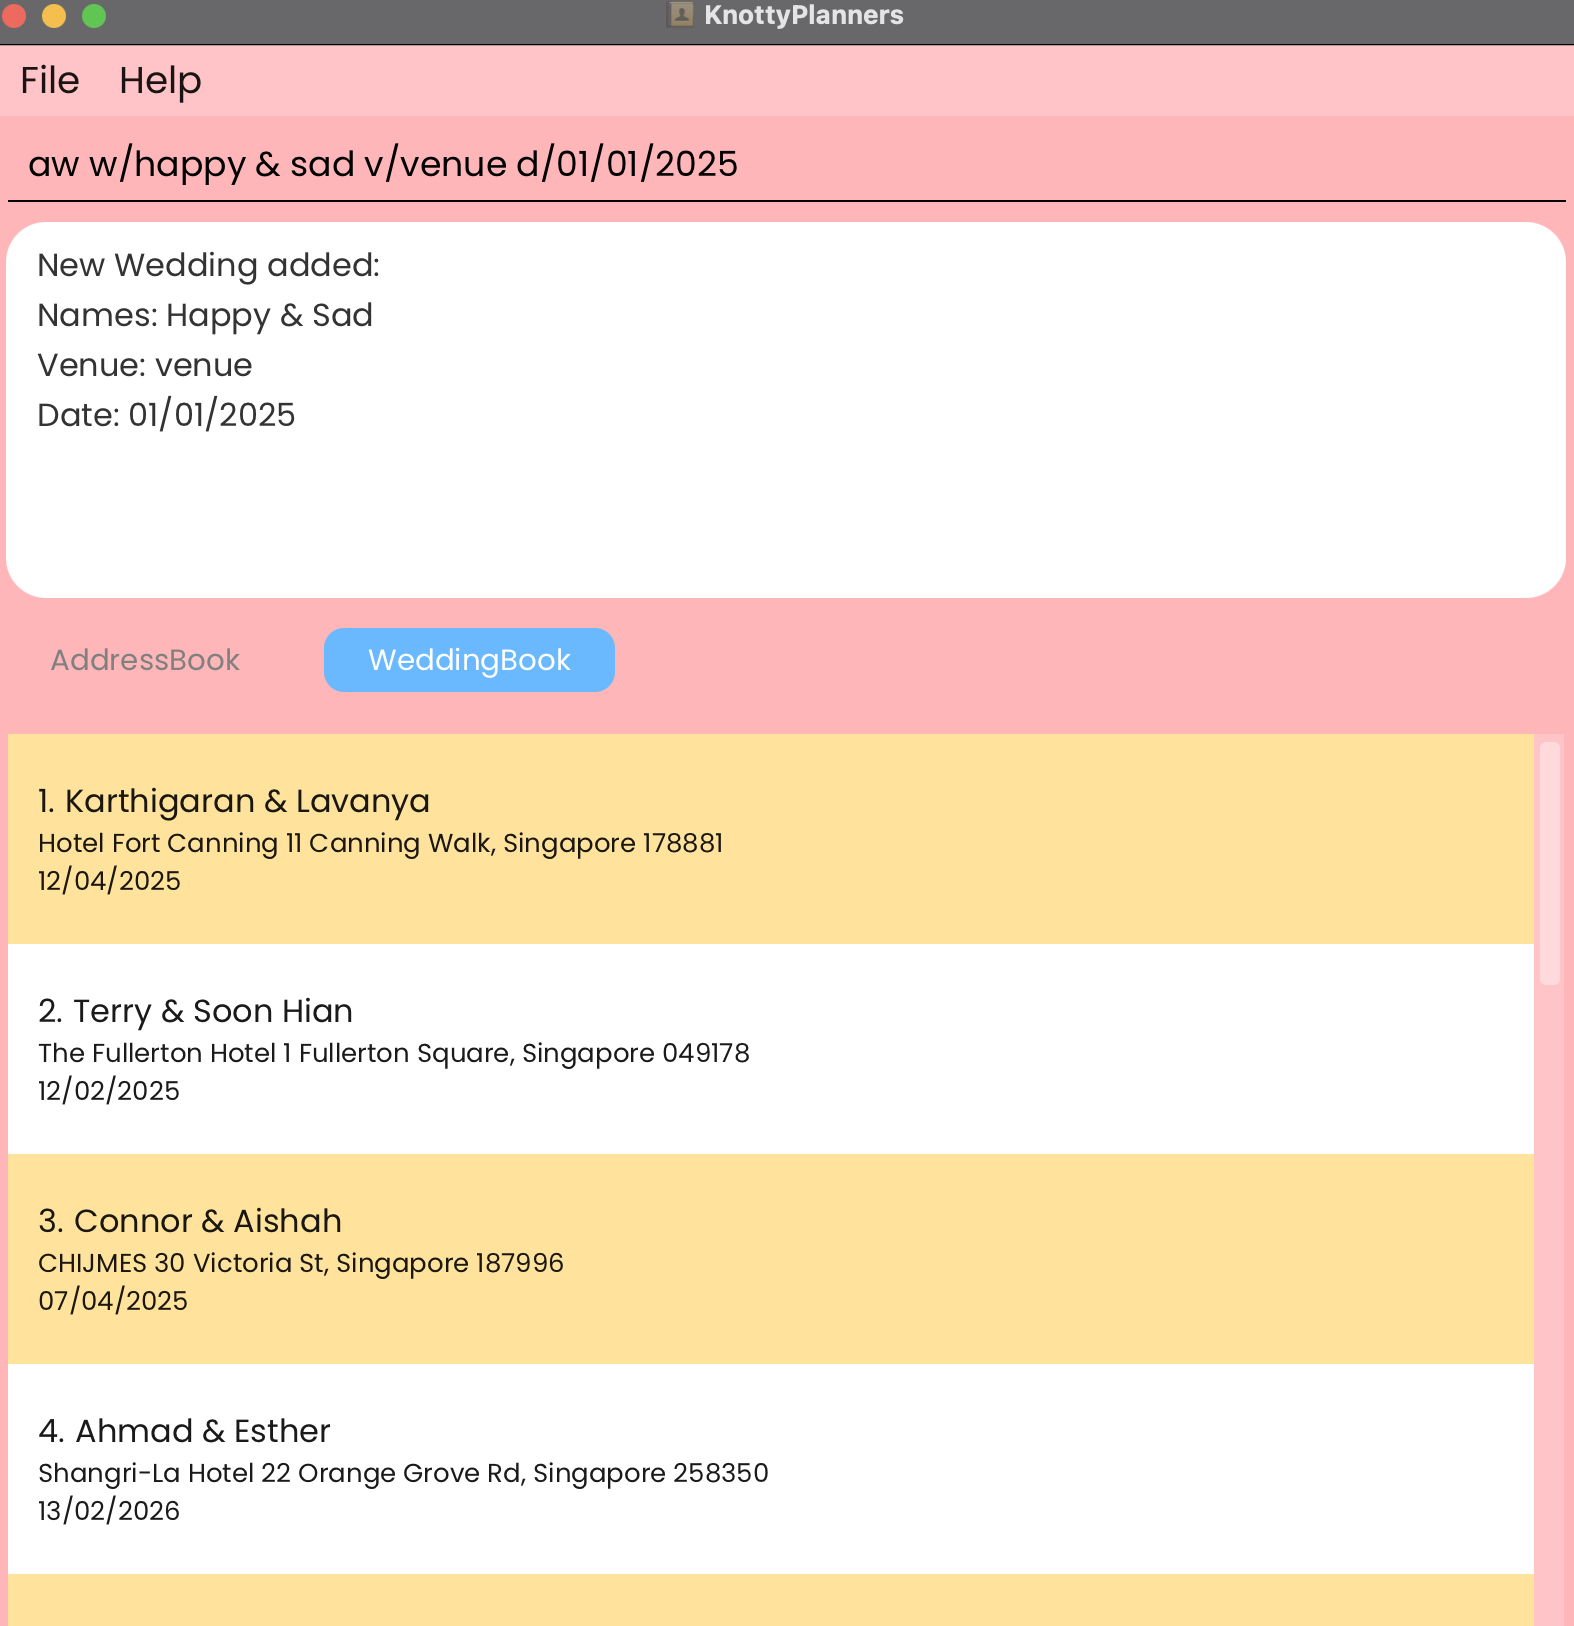 KnottyPlanners
File Help
aw w/happy & sad v/venue d/01/01/2025
New Wedding added:
Names: Happy & Sad
Venue: venue
Date: 01/01/2025
AddressBook WeddingBook
1. Karthigaran & Lavanya
Hotel Fort Canning 11 Canning Walk, Singapore 178881
12/04/2025
2. Terry & Soon Hian
The Fullerton Hotel 1 Fullerton Square, Singapore 049178
12/02/2025
3. Connor & Aishah
CHIJMES 30 Victoria St, Singapore 187996
07/04/2025
4. Ahmad & Esther
Shangri-La Hotel 22 Orange Grove Rd, Singapore 258350
13/02/2026